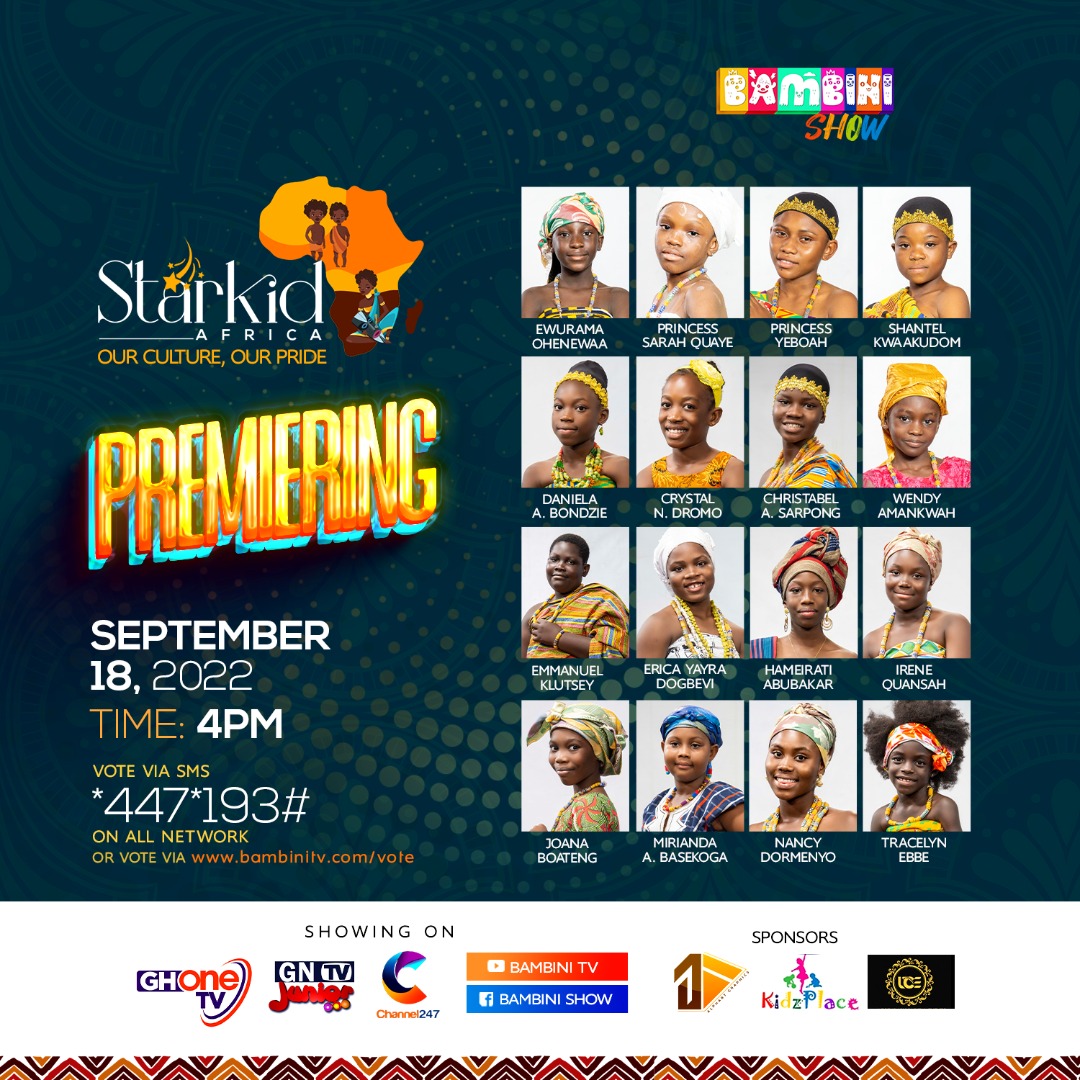 BAMBINI
SHOW
Starkid
AFRICA
OUR CULTURE, OUR PRIDE
PREMIERING
SEPTEMBER
18, 2022
TIME: 4PM
VOTE VIA SMS
*447*193#
ON ALL NETWORK
OR VOTE VIA www.bambinitv.com/vote
EWURAMA
OHENEWAA
PRINCESS
SARAH QUAYE
PRINCESS
YEBOAH
SHANTEL
KWAAKUDOM
DANIELA
A. BONDZIE
CRYSTAL
N. DROMO
CHRISTABEL
A. SARPONG
WENDY
AMANKWAH
EMMANUEL
KLUTSEY
ERICA YAYRA
DOGBEVI
HAMEIRATI
ABUBAKAR
IRENE
QUANSAH
JOANA
BOATENG
MIRIANDA
A. BASEKOGA
NANCY
DORMENYO
TRACELYN
EBBE
SHOWING ON
GHONE
TV
GN TV
Junior
Channel247
BAMBINI TV
BAMBINI SHOW
SPONSORS
KidzPlace